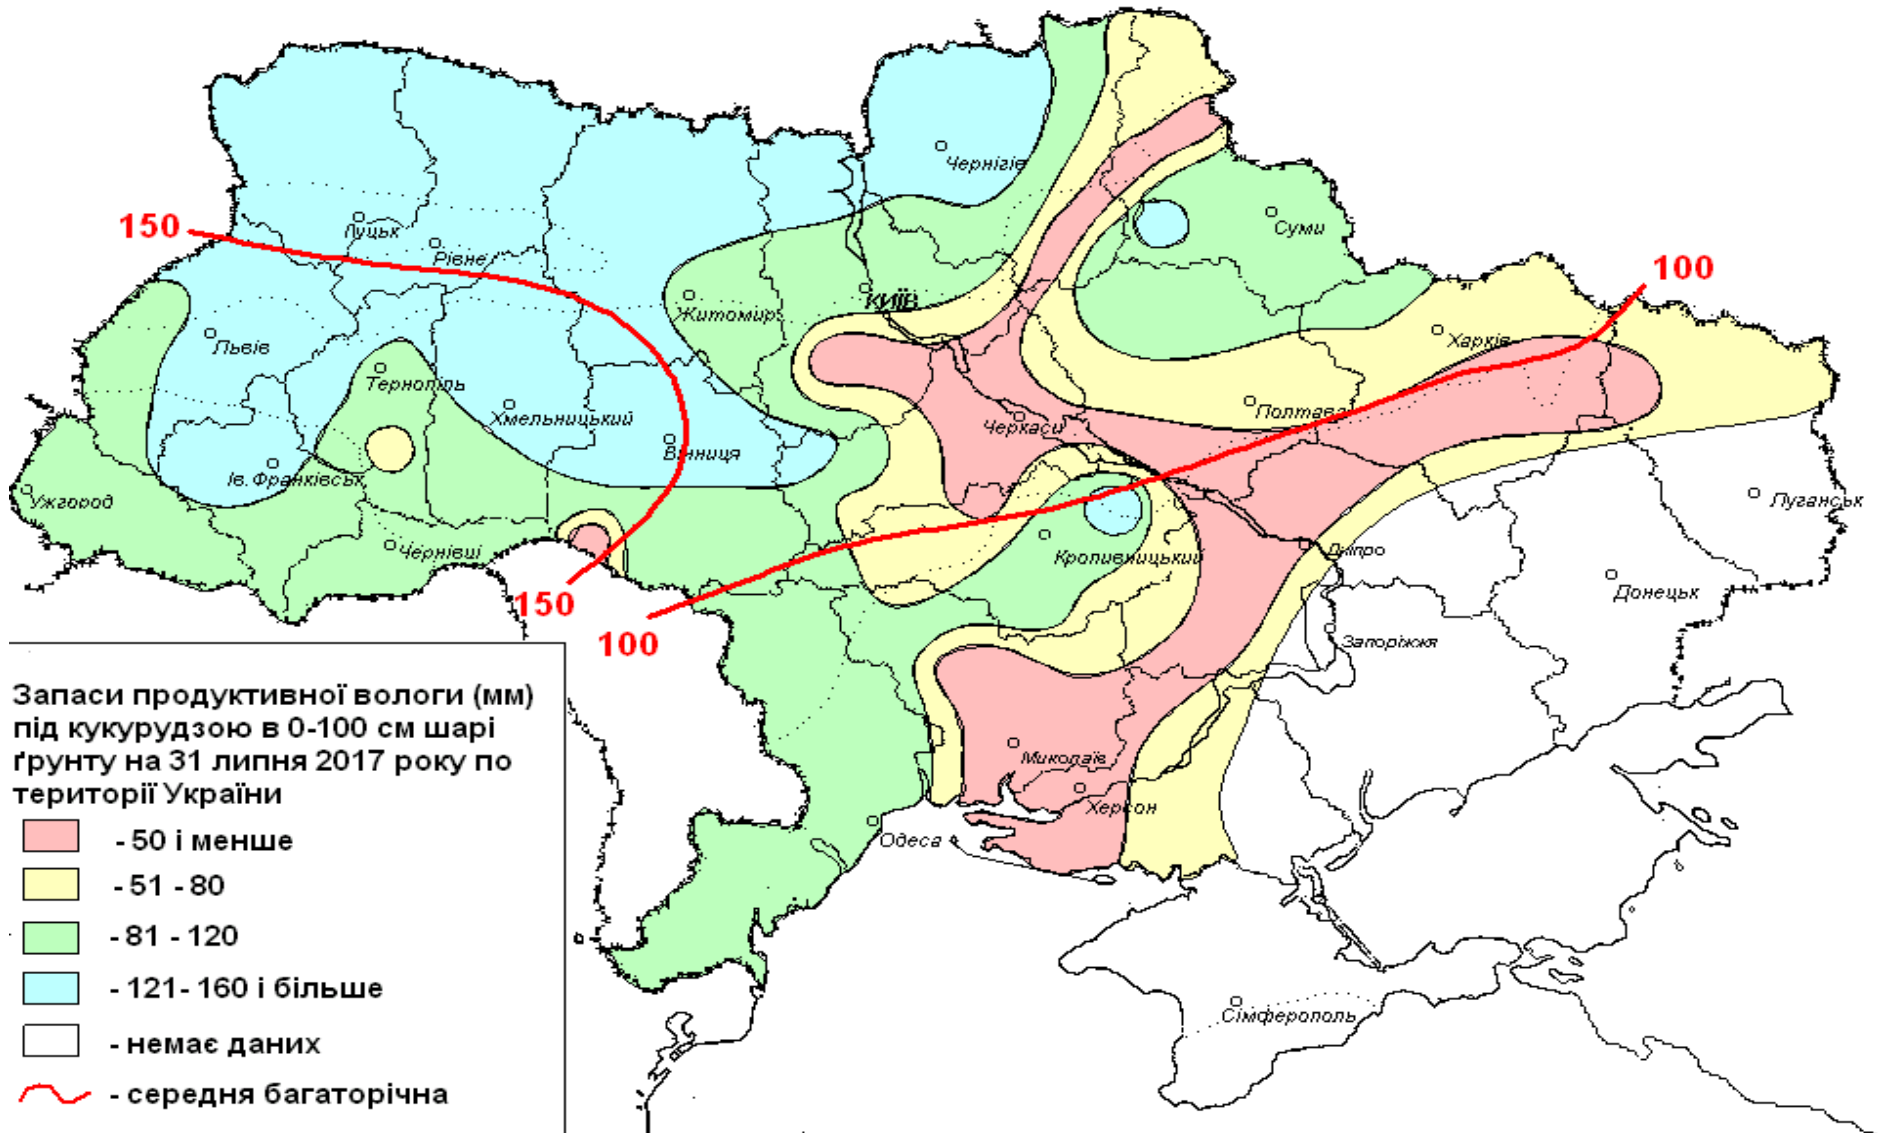 150
Чернігів
Суми
Луцьк
Рівне
100
Житомир
КИЇВ
Львів
Харків
Тернопіль
Хмельницький
Полтава
Черкаси
Вінниця
Ів. Франківськ
Ужгород
Луганськ
Чернівці
Кропивницький
Дніпро
Донецьк
150
100
Запоріжжя
Миколаїв
Херсон
Одеса
Сімферополь
Запаси продуктивної вологи (мм)
під кукурудзою в 0-100 см шарі
ґрунту на 31 липня 2017 року по
території України
- 50 і менше
- 51 - 80
- 81 - 120
- 121- 160 і більше
- немає даних
- середня багаторічна